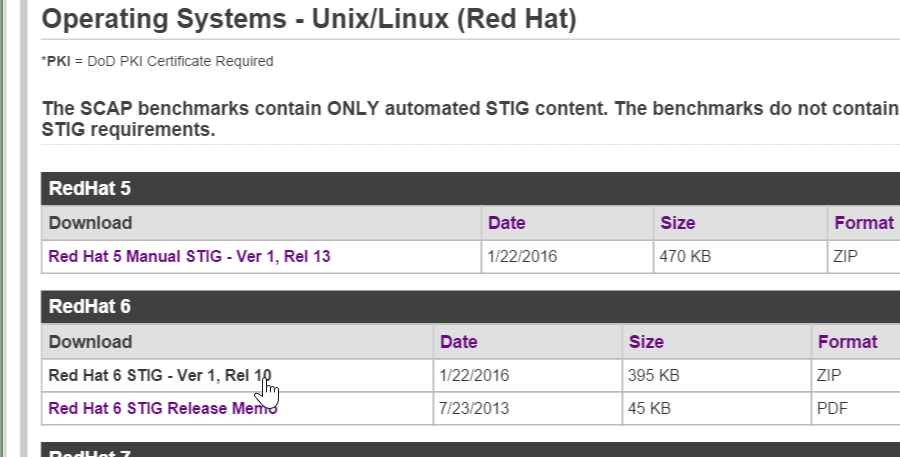 Operating Systems - Unix/Linux (Red Hat)
*PKI = DoD PKI Certificate Required
The SCAP benchmarks contain ONLY automated STIG content. The benchmarks do not contain
STIG requirements.
RedHat 5
Download Date Size Format
Red Hat 5 Manual STIG - Ver 1, Rel 13 1/22/2016 470 KB ZIP
RedHat 6
Download Date Size Format
Red Hat 6 STIG - Ver 1, Rel 10 1/22/2016 395 KB ZIP
Red Hat 6 STIG Release Memo 7/23/2013 45 KB PDF
RedHat 7